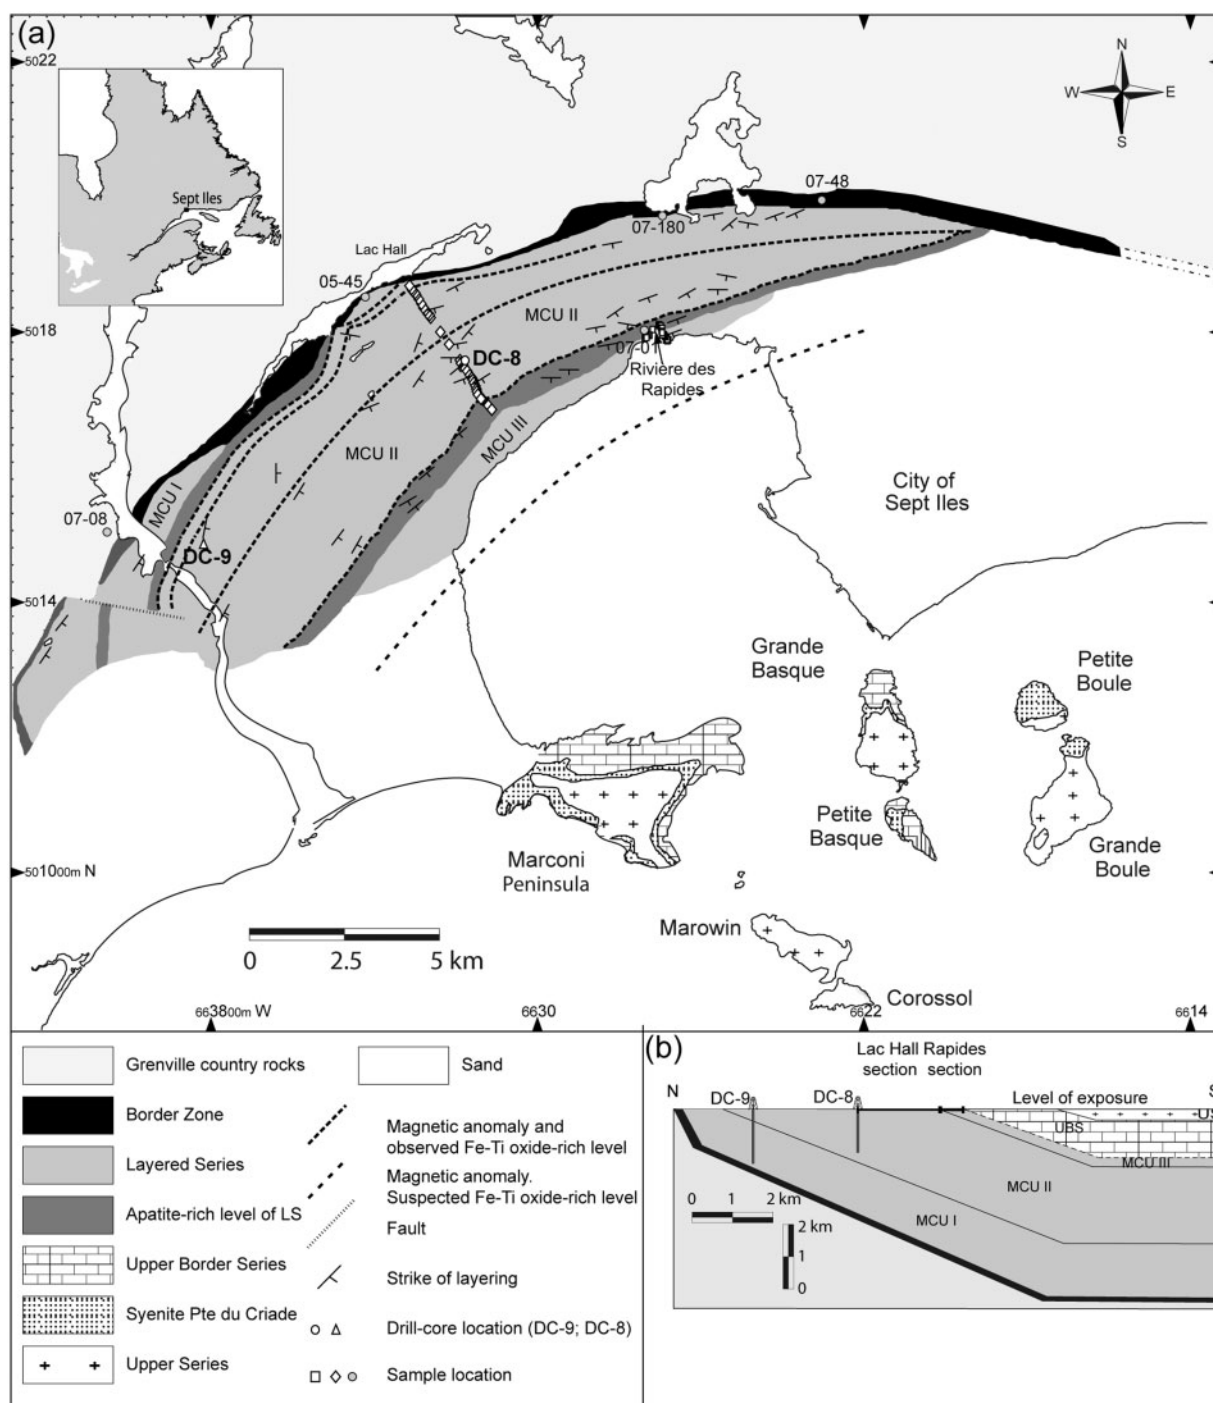 (a)
5022
N
W
E
S
Sept Iles
07-48
07-180
Lac Hall
05-45
5018
MCU II
DC-8
07-01
Rivière des
Rapides
MCU II
MCU III
City of
Sept Iles
MCU I
07-08
DC-9
5014
Grande
Basque
Petite
Boule
Petite
Basque
Grande
Boule
Marconi
Peninsula
501000m N
Marowin
0 2.5 5 km
Corossol
663800m W
6630
6622
6614
Grenville country rocks
Border Zone
Layered Series
Apatite-rich level of LS
Upper Border Series
Syenite Pte du Criade
Upper Series
Sand
Magnetic anomaly and
observed Fe-Ti oxide-rich level
Magnetic anomaly.
Suspected Fe-Ti oxide-rich level
Fault
Strike of layering
Drill-core location (DC-9; DC-8)
Sample location
(b)
Lac Hall Rapides
section section
N
S
DC-9
DC-8
Level of exposure
US
UBS
MCU III
MCU II
MCU I
0 1 2 km
2 km
1
0